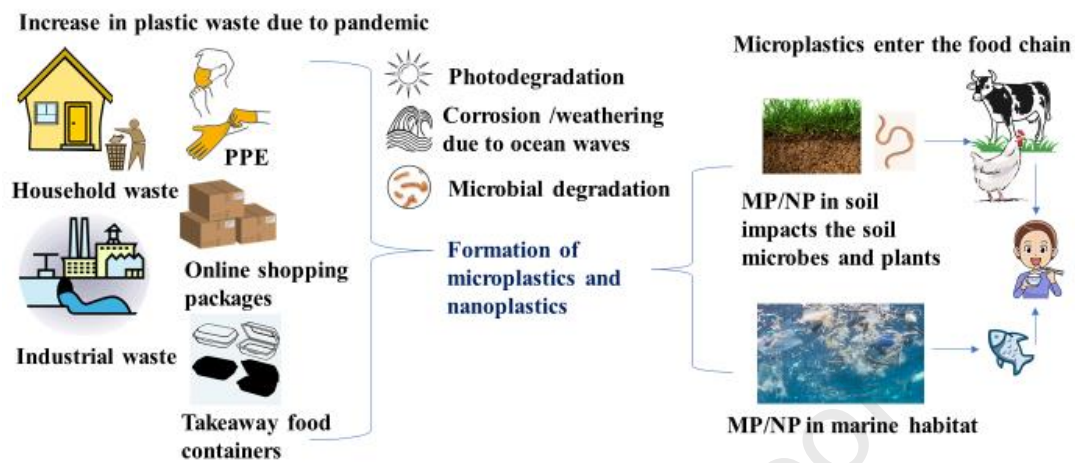 Increase in plastic waste due to pandemic
PPE
Household waste
Online shopping
packages
Industrial waste
Takeaway food
containers
Photodegradation
Corrosion /weathering
due to ocean waves
Microbial degradation
Formation of
microplastics and
nanoplastics
Microplastics enter the food chain
MP/NP in soil
impacts the soil
microbes and plants
MP/NP in marine habitat